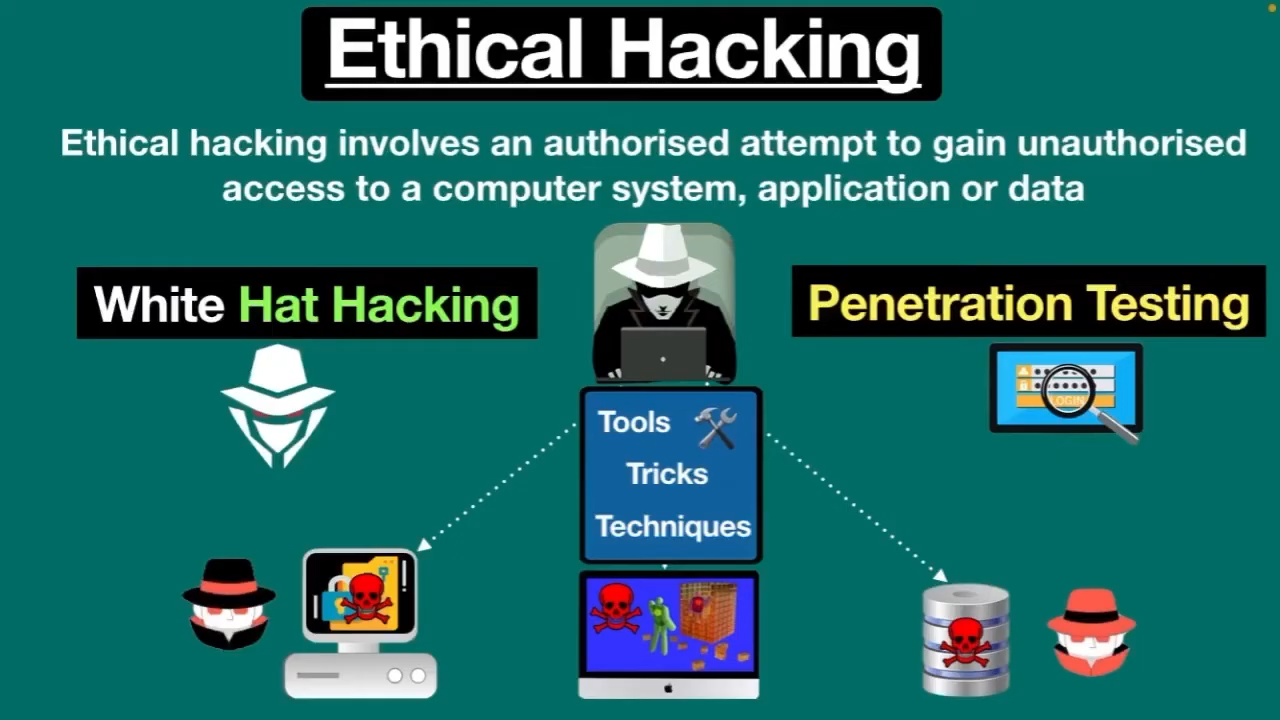 Ethical Hacking
Ethical hacking involves an authorised attempt to gain unauthorised
access to a computer system, application or data
White Hat Hacking
Penetration Testing
LOGIN
Tools
Tricks
Techniques